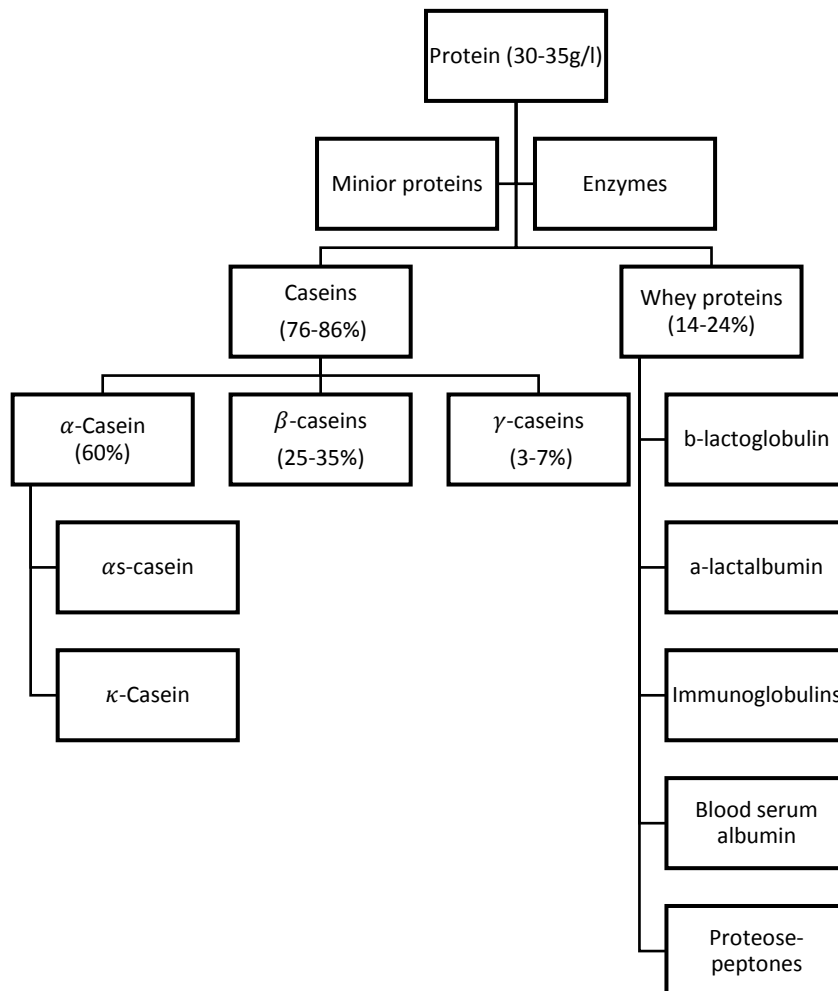 Protein (30-35g/l)
Minior proteins
Enzymes
Caseins
(76-86%)
Whey proteins
(14-24%)
𝛼-Casein
(60%)
𝛽-caseins
(25-35%)
𝛾-caseins
(3-7%)
b-lactoglobulin
𝛼s-casein
a-lactalbumin
𝜅-Casein
Immunoglobulins
Blood serum
albumin
Proteose-
peptones